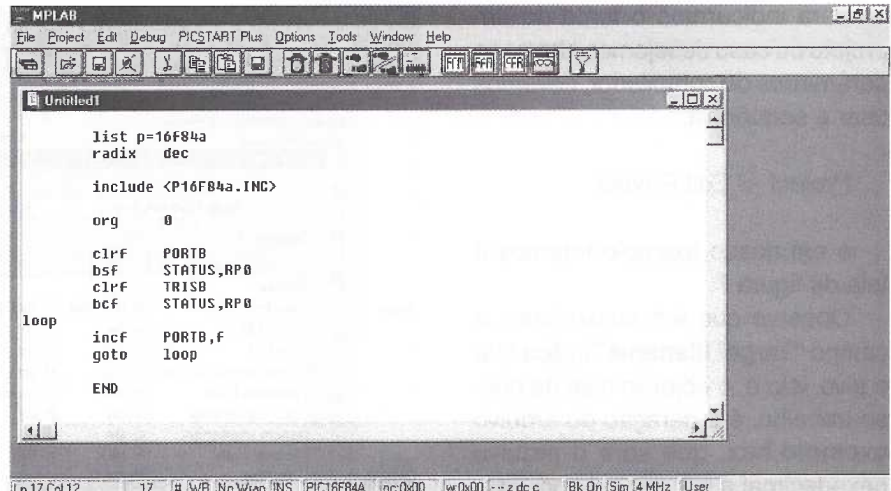 MPLAB
File Project Edit Debug PICSTART Plus Options Tools Window Help
Untitled1
list p=16f84a
radix dec
include <P16F84a.INC>
org 0
clrf PORTB
bsf STATUS,RP0
clrf TRISB
bcf STATUS,RP0
loop
incf PORTB,f
goto loop
END
Ln 17 Col 12 17 # WR No Wrap INS PIC16F84A pc:0x00 w:0x00 -- z dc c Bk On Sim 4 MHz User